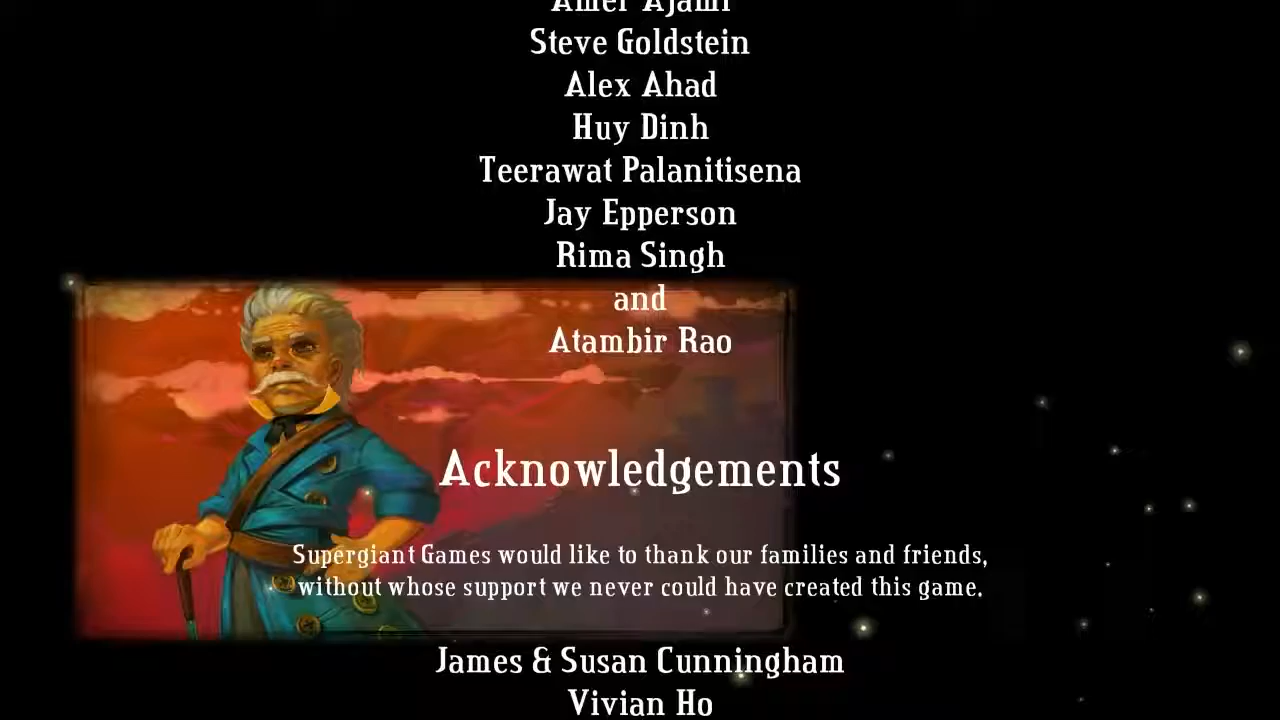 Amer Ajami
Steve Goldstein
Alex Ahad
Huy Dinh
Teerawat Palanitisena
Jay Epperson
Rima Singh
and
Atambir Rao
Acknowledgements
Supergiant Games would like to thank our families and friends,
without whose support we never could have created this game.
James & Susan Cunningham
Vivian Ho